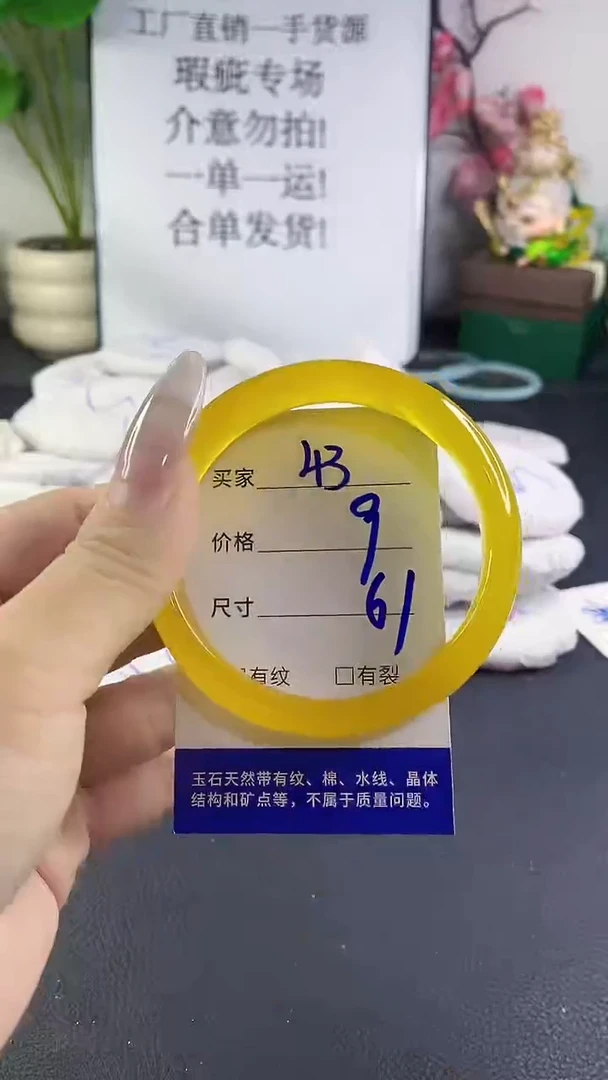 工厂直销一手货源
瑕疵专场
介意勿拍!
一单一运!
合单发货!
买家 43
价格 9
尺寸 61
有纹 □有裂
玉石天然带有纹、棉、水线、晶体
结构和矿点等，不属于质量问题。